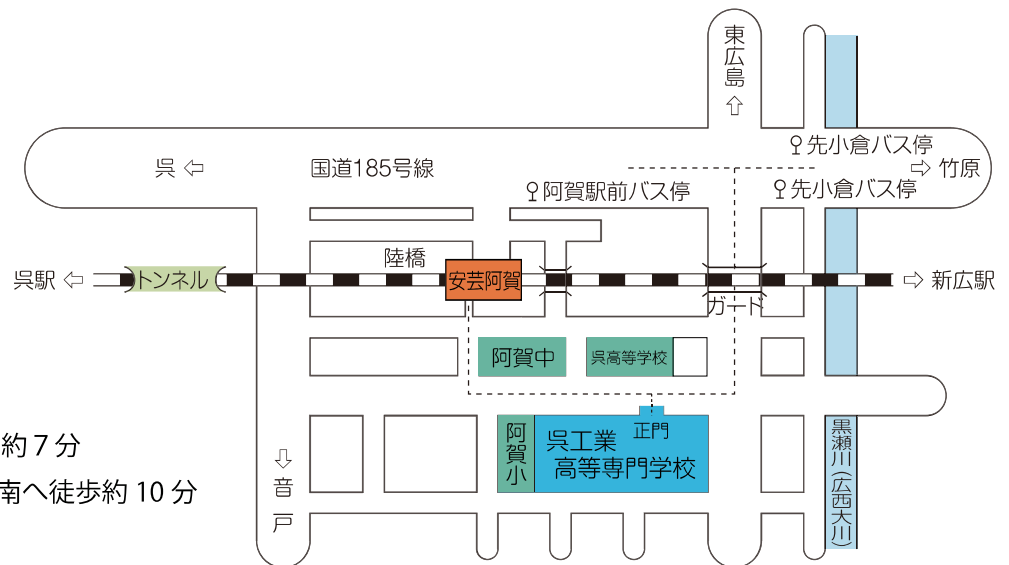 東広島
⇧
先小倉バス停
呉 ⇦
国道185号線
⇨ 竹原
阿賀駅前バス停
先小倉バス停
陸橋
呉駅 ⇦
トンネル
安芸阿賀
⇨ 新広駅
ガード
阿賀中
呉高等学校
正門
阿賀小
呉工業
高等専門学校
黒瀬川(広西大川)
約7分
南へ徒歩約10分
⇩
音戸